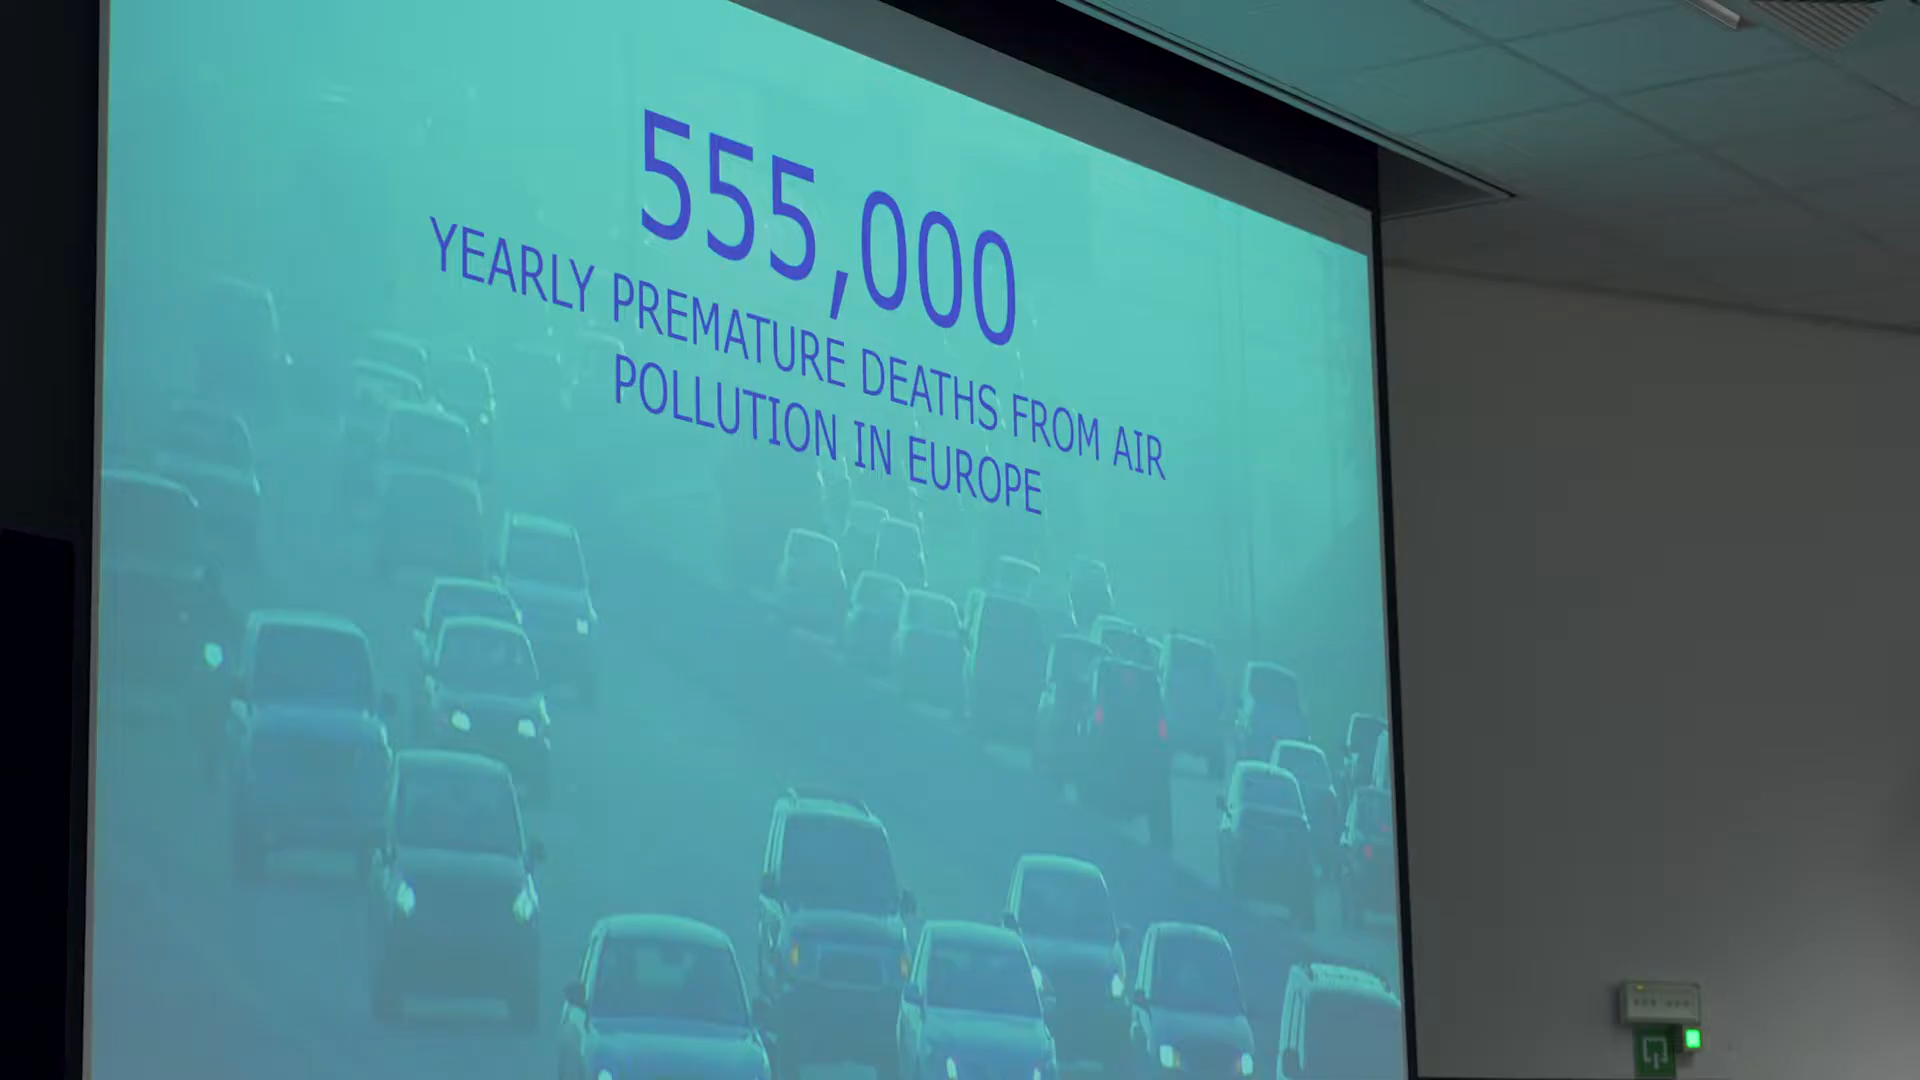 555,000
YEARLY PREMATURE DEATHS FROM AIR
POLLUTION IN EUROPE